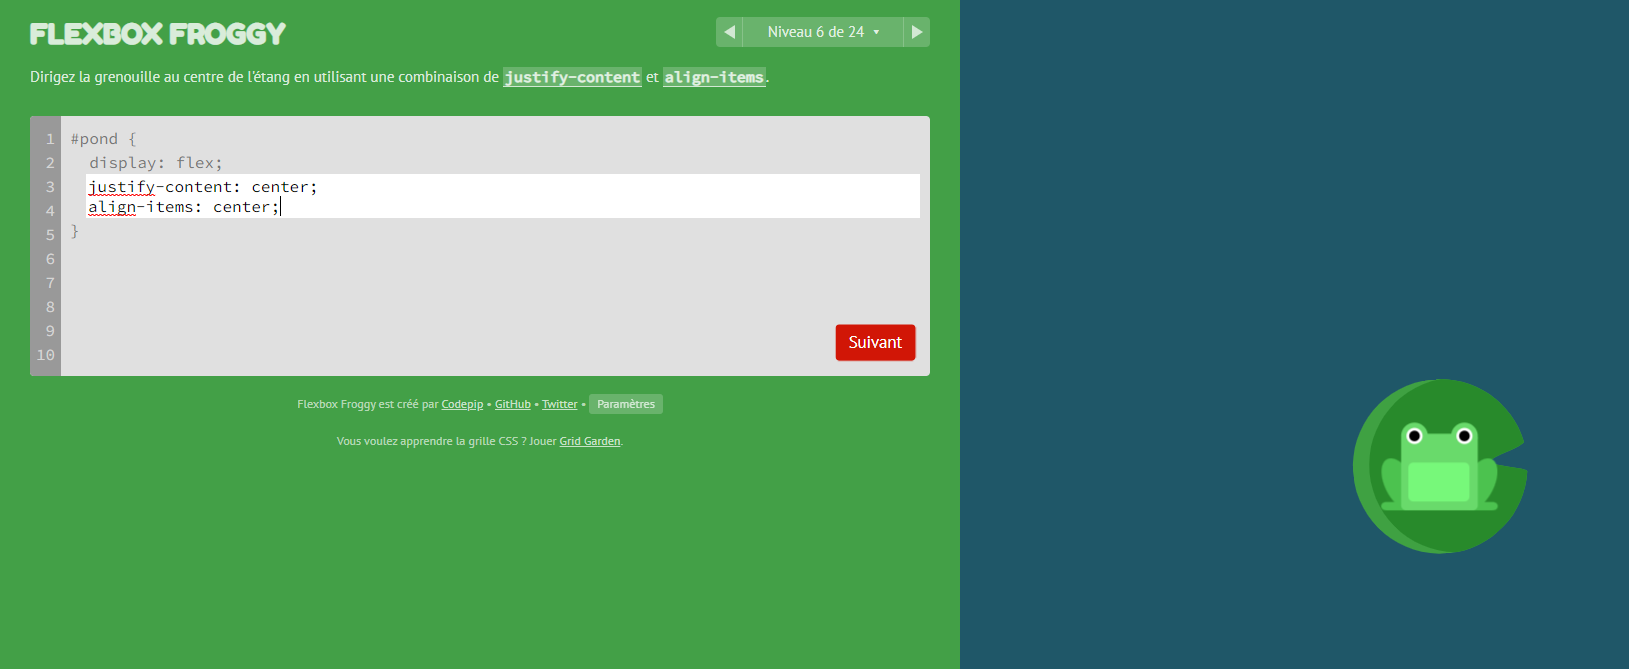 FLEXBOX FROGGY
◀ Niveau 6 de 24 ▾ ▶
Dirigez la grenouille au centre de l'étang en utilisant une combinaison de justify-content et align-items.
1 #pond {
2 display: flex;
3 justify-content: center;
4 align-items: center;
5 }
6
7
8
9
10
Suivant
Flexbox Froggy est créé par Codepip • GitHub • Twitter • Paramètres
Vous voulez apprendre la grille CSS ? Jouer Grid Garden.